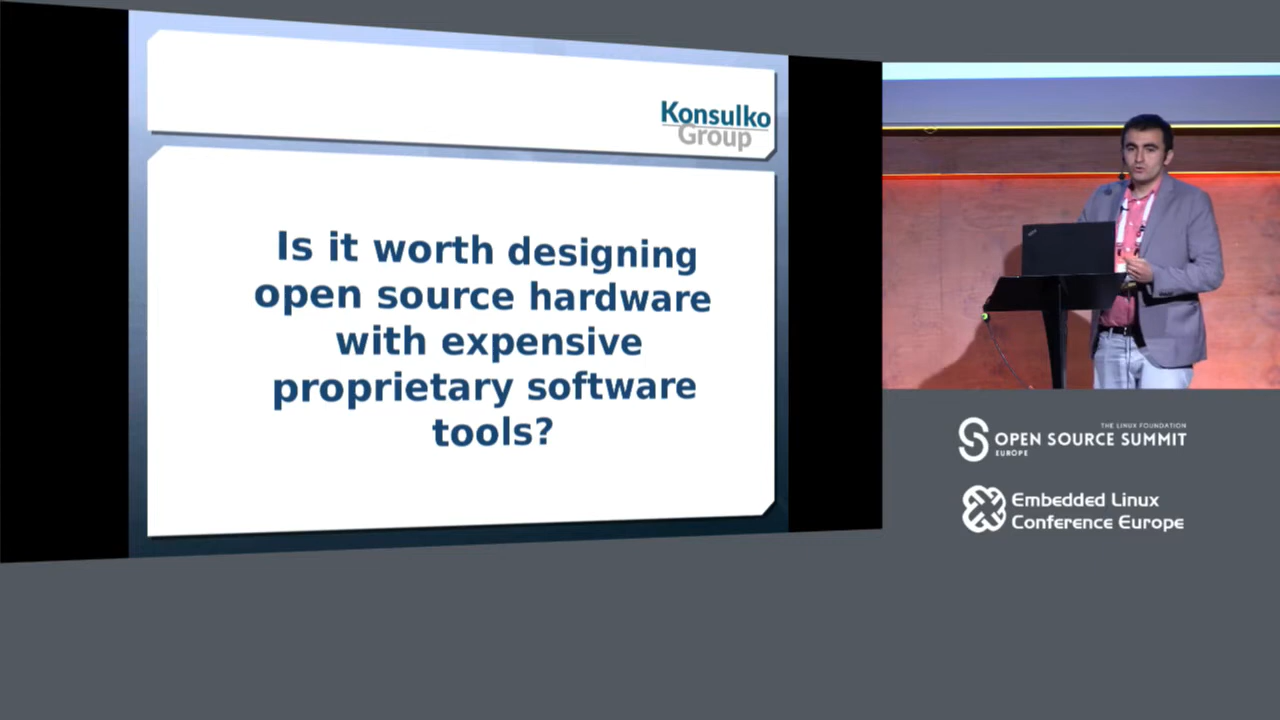 Konsulko
Group
Is it worth designing
open source hardware
with expensive
proprietary software
tools?
THE LINUX FOUNDATION
OPEN SOURCE SUMMIT
EUROPE
Embedded Linux
Conference Europe